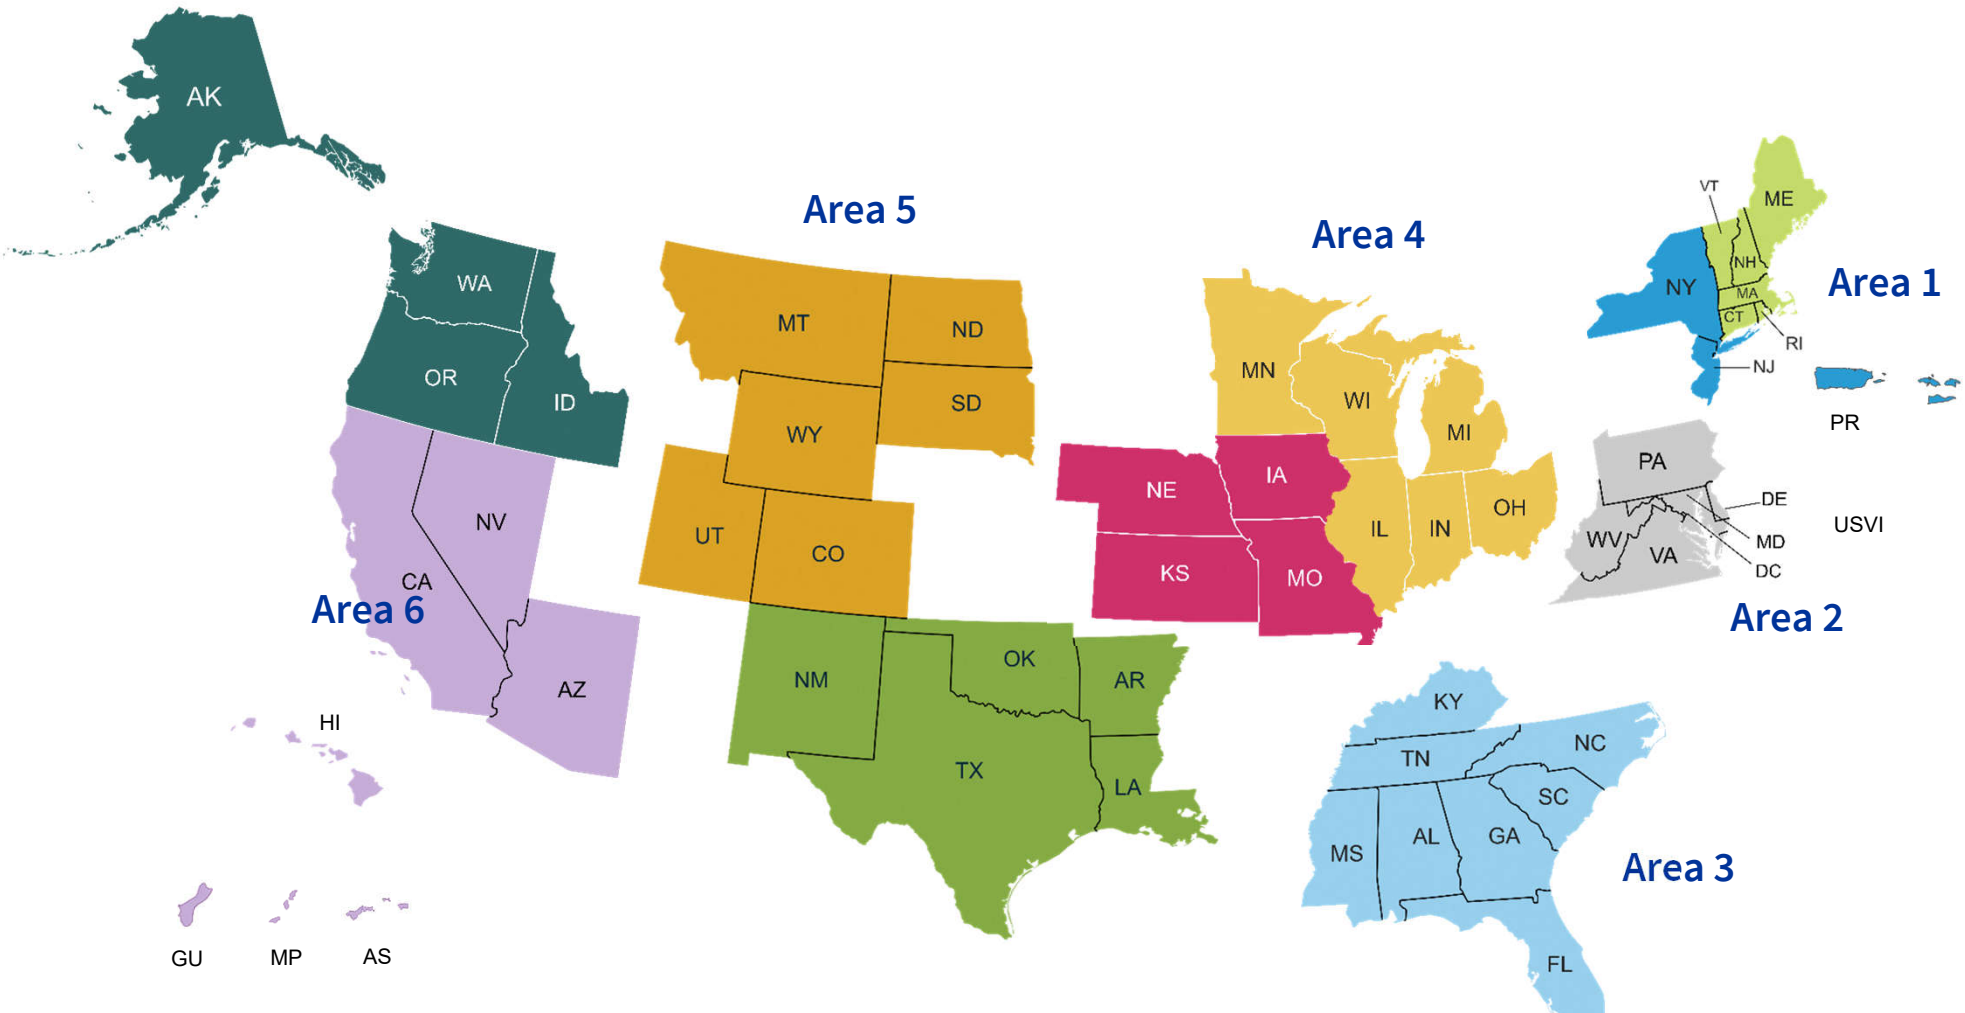 AK
VT
ME
Area 5
Area 4
NH
WA
Area 1
NY
MA
MT
ND
CT
RI
MN
NJ
OR
WI
ID
SD
PR
WY
MI
PA
IA
NE
DE
NV
OH
USVI
UT
CO
IL
IN
WV
VA
MD
CA
KS
MO
DC
Area 6
Area 2
OK
NM
AR
AZ
KY
HI
NC
TN
TX
LA
SC
AL
GA
MS
Area 3
GU
MP
AS
FL